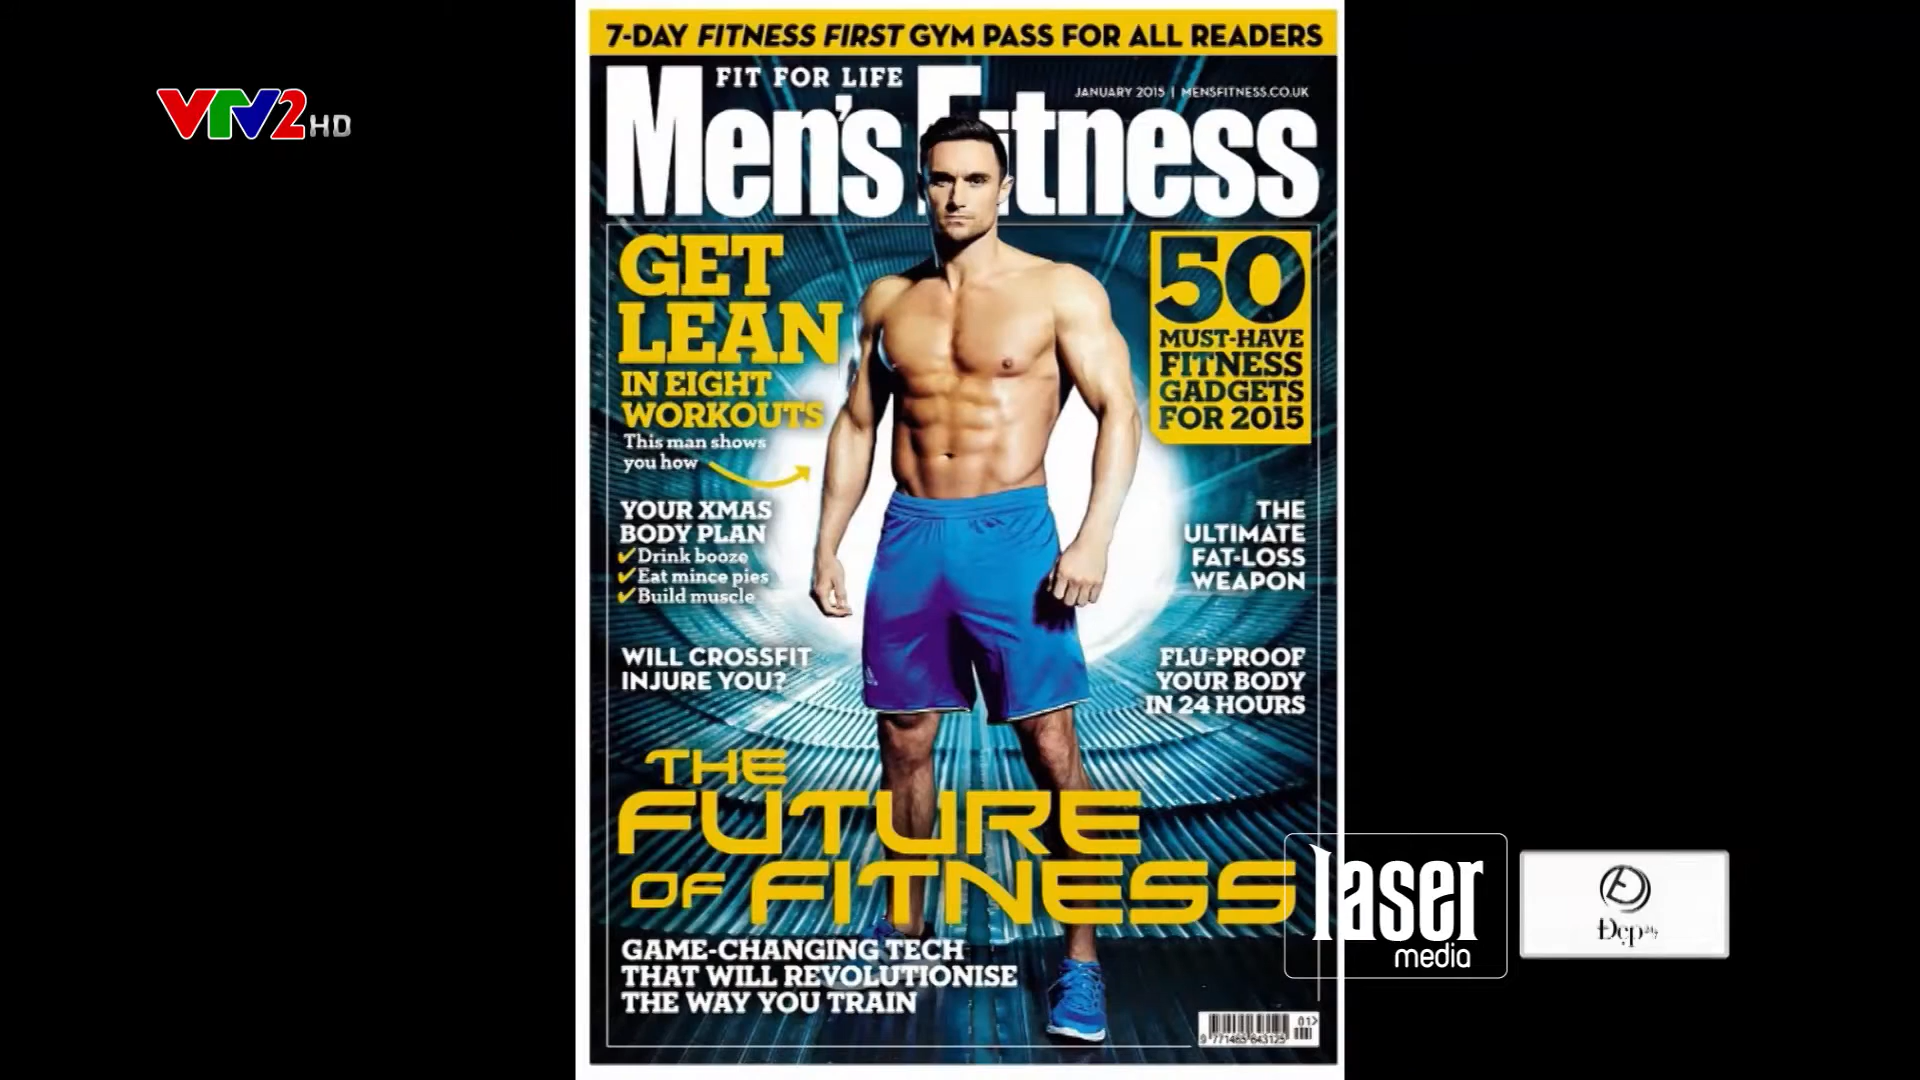 7-DAY FITNESS FIRST GYM PASS FOR ALL READERS
VTV2 HD
FIT FOR LIFE
JANUARY 2015 | MENSFITNESS.CO.UK
Men's Fitness
GET
LEAN
IN EIGHT
WORKOUTS
This man shows
you how
50
MUST-HAVE
FITNESS
GADGETS
FOR 2015
YOUR XMAS
BODY PLAN
✓Drink booze
✓Eat mince pies
✓Build muscle
THE
ULTIMATE
FAT-LOSS
WEAPON
WILL CROSSFIT
INJURE YOU?
FLU-PROOF
YOUR BODY
IN 24 HOURS
THE
FUTURE
OF FITNESS
GAME-CHANGING TECH
THAT WILL REVOLUTIONISE
THE WAY YOU TRAIN
laser
media
Đẹp
01>